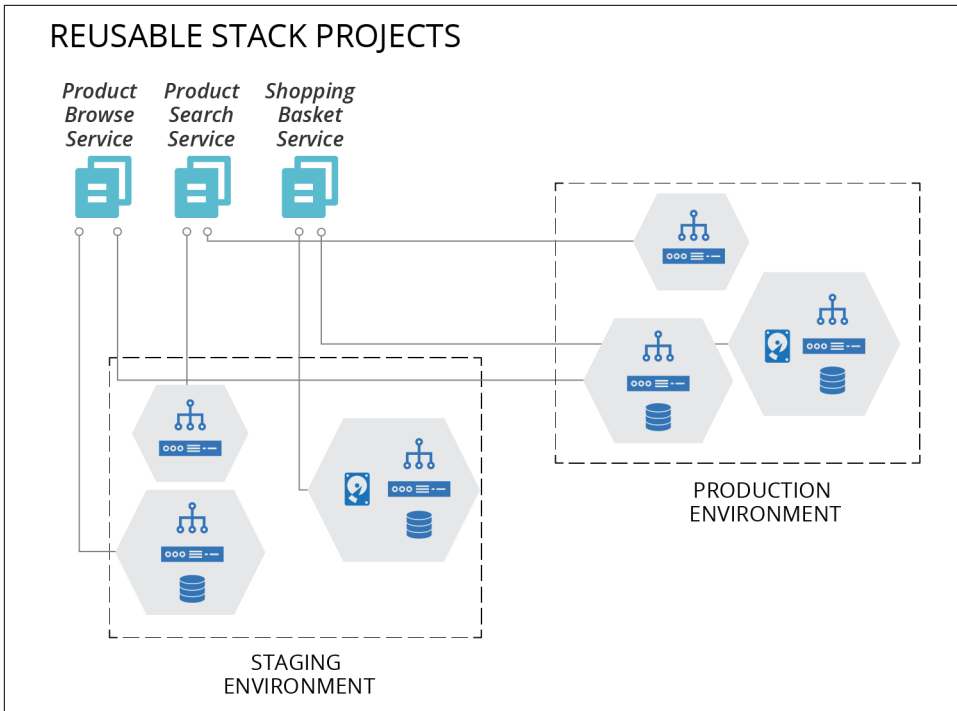 REUSABLE STACK PROJECTS
Product
Browse
Service
Product
Search
Service
Shopping
Basket
Service
PRODUCTION
ENVIRONMENT
STAGING
ENVIRONMENT